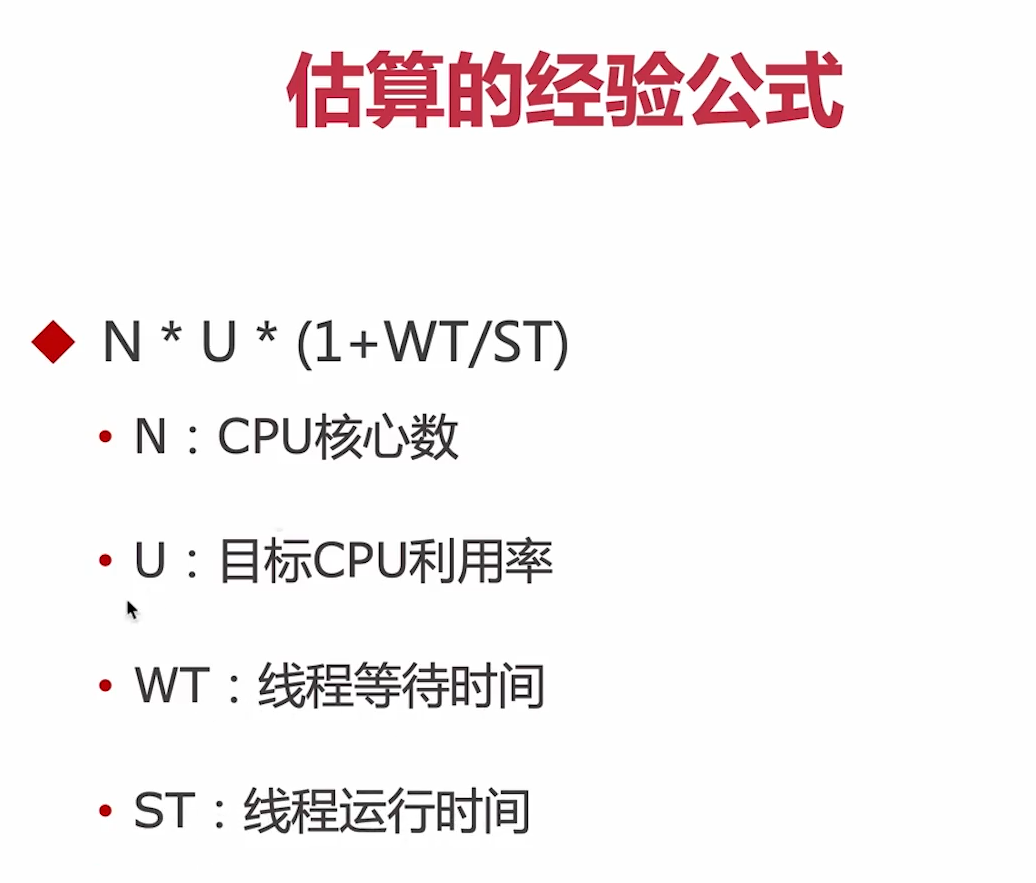 估算的经验公式
N * U * (1+WT/ST)
N：CPU核心数
U：目标CPU利用率
WT：线程等待时间
ST：线程运行时间